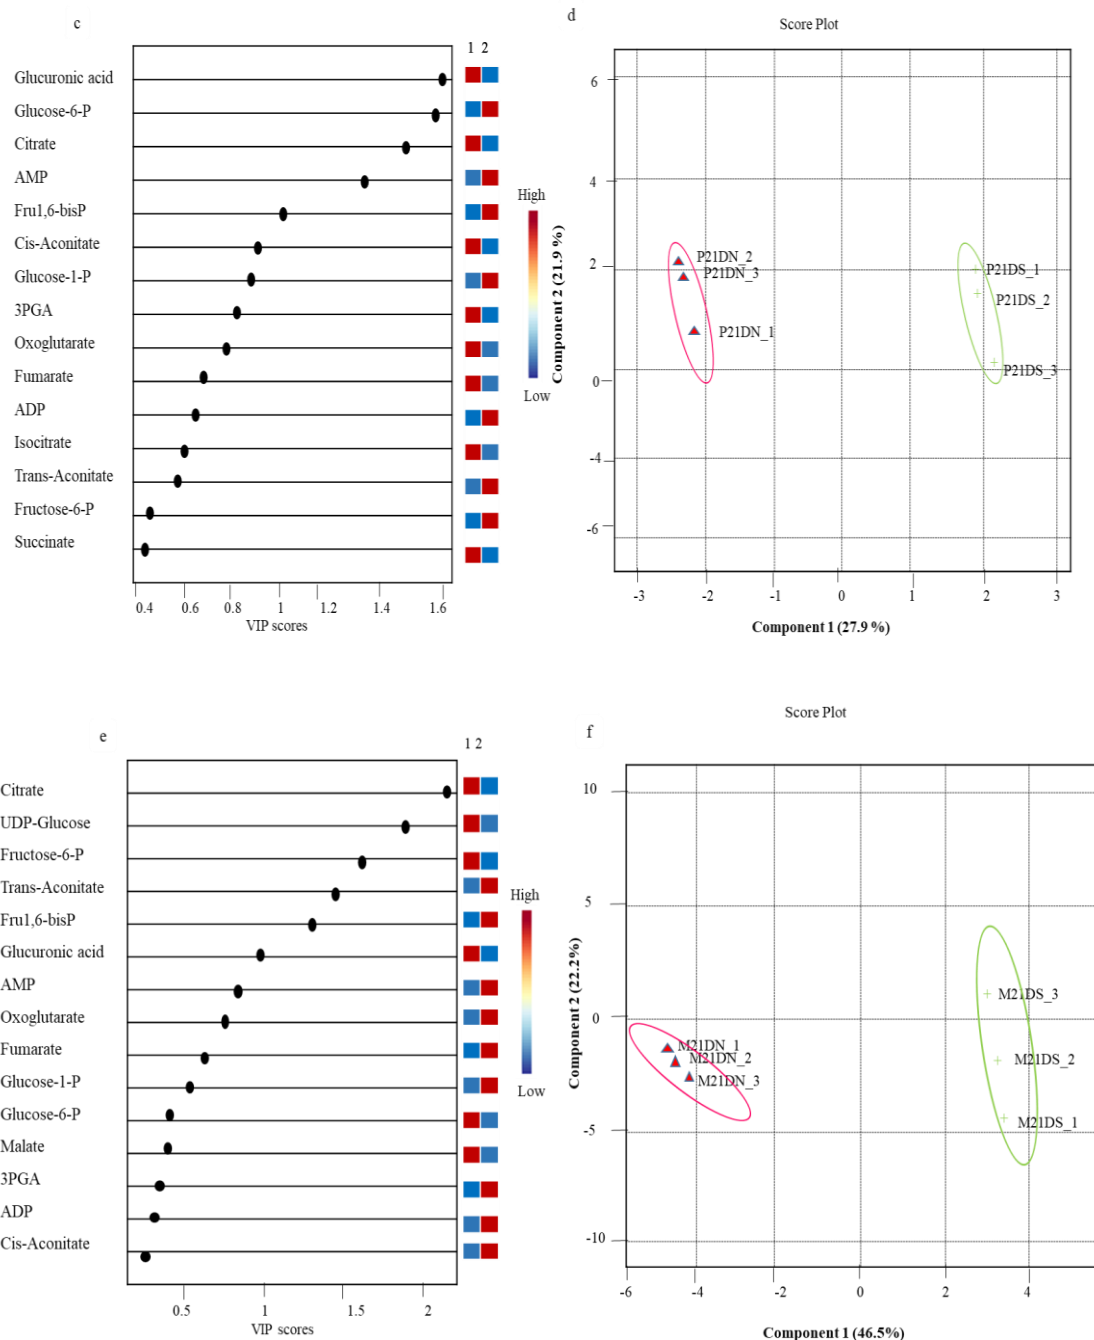 c
1 2
Glucuronic acid
Glucose-6-P
Citrate
AMP
Fru1,6-bisP
Cis-Aconitate
Glucose-1-P
3PGA
Oxoglutarate
Fumarate
ADP
Isocitrate
Trans-Aconitate
Fructose-6-P
Succinate
0.4 0.6 0.8 1 1.2 1.4 1.6
VIP scores
High
Low
d
Score Plot
Component 2 (21.9 %)
6
4
2
0
-4
-6
P21DN_2
P21DN_3
P21DN_1
P21DS_1
P21DS_2
P21DS_3
-3 -2 -1 0 1 2 3
Component 1 (27.9 %)
e
1 2
Citrate
UDP-Glucose
Fructose-6-P
Trans-Aconitate
Fru1,6-bisP
Glucuronic acid
AMP
Oxoglutarate
Fumarate
Glucose-1-P
Glucose-6-P
Malate
3PGA
ADP
Cis-Aconitate
0.5 1 1.5 2
VIP scores
High
Low
f
Score Plot
Component 2 (22.2%)
10
5
0
-5
-10
M21DN_1
M21DN_2
M21DN_3
M21DS_3
M21DS_2
M21DS_1
-6 -4 -2 0 2 4
Component 1 (46.5%)